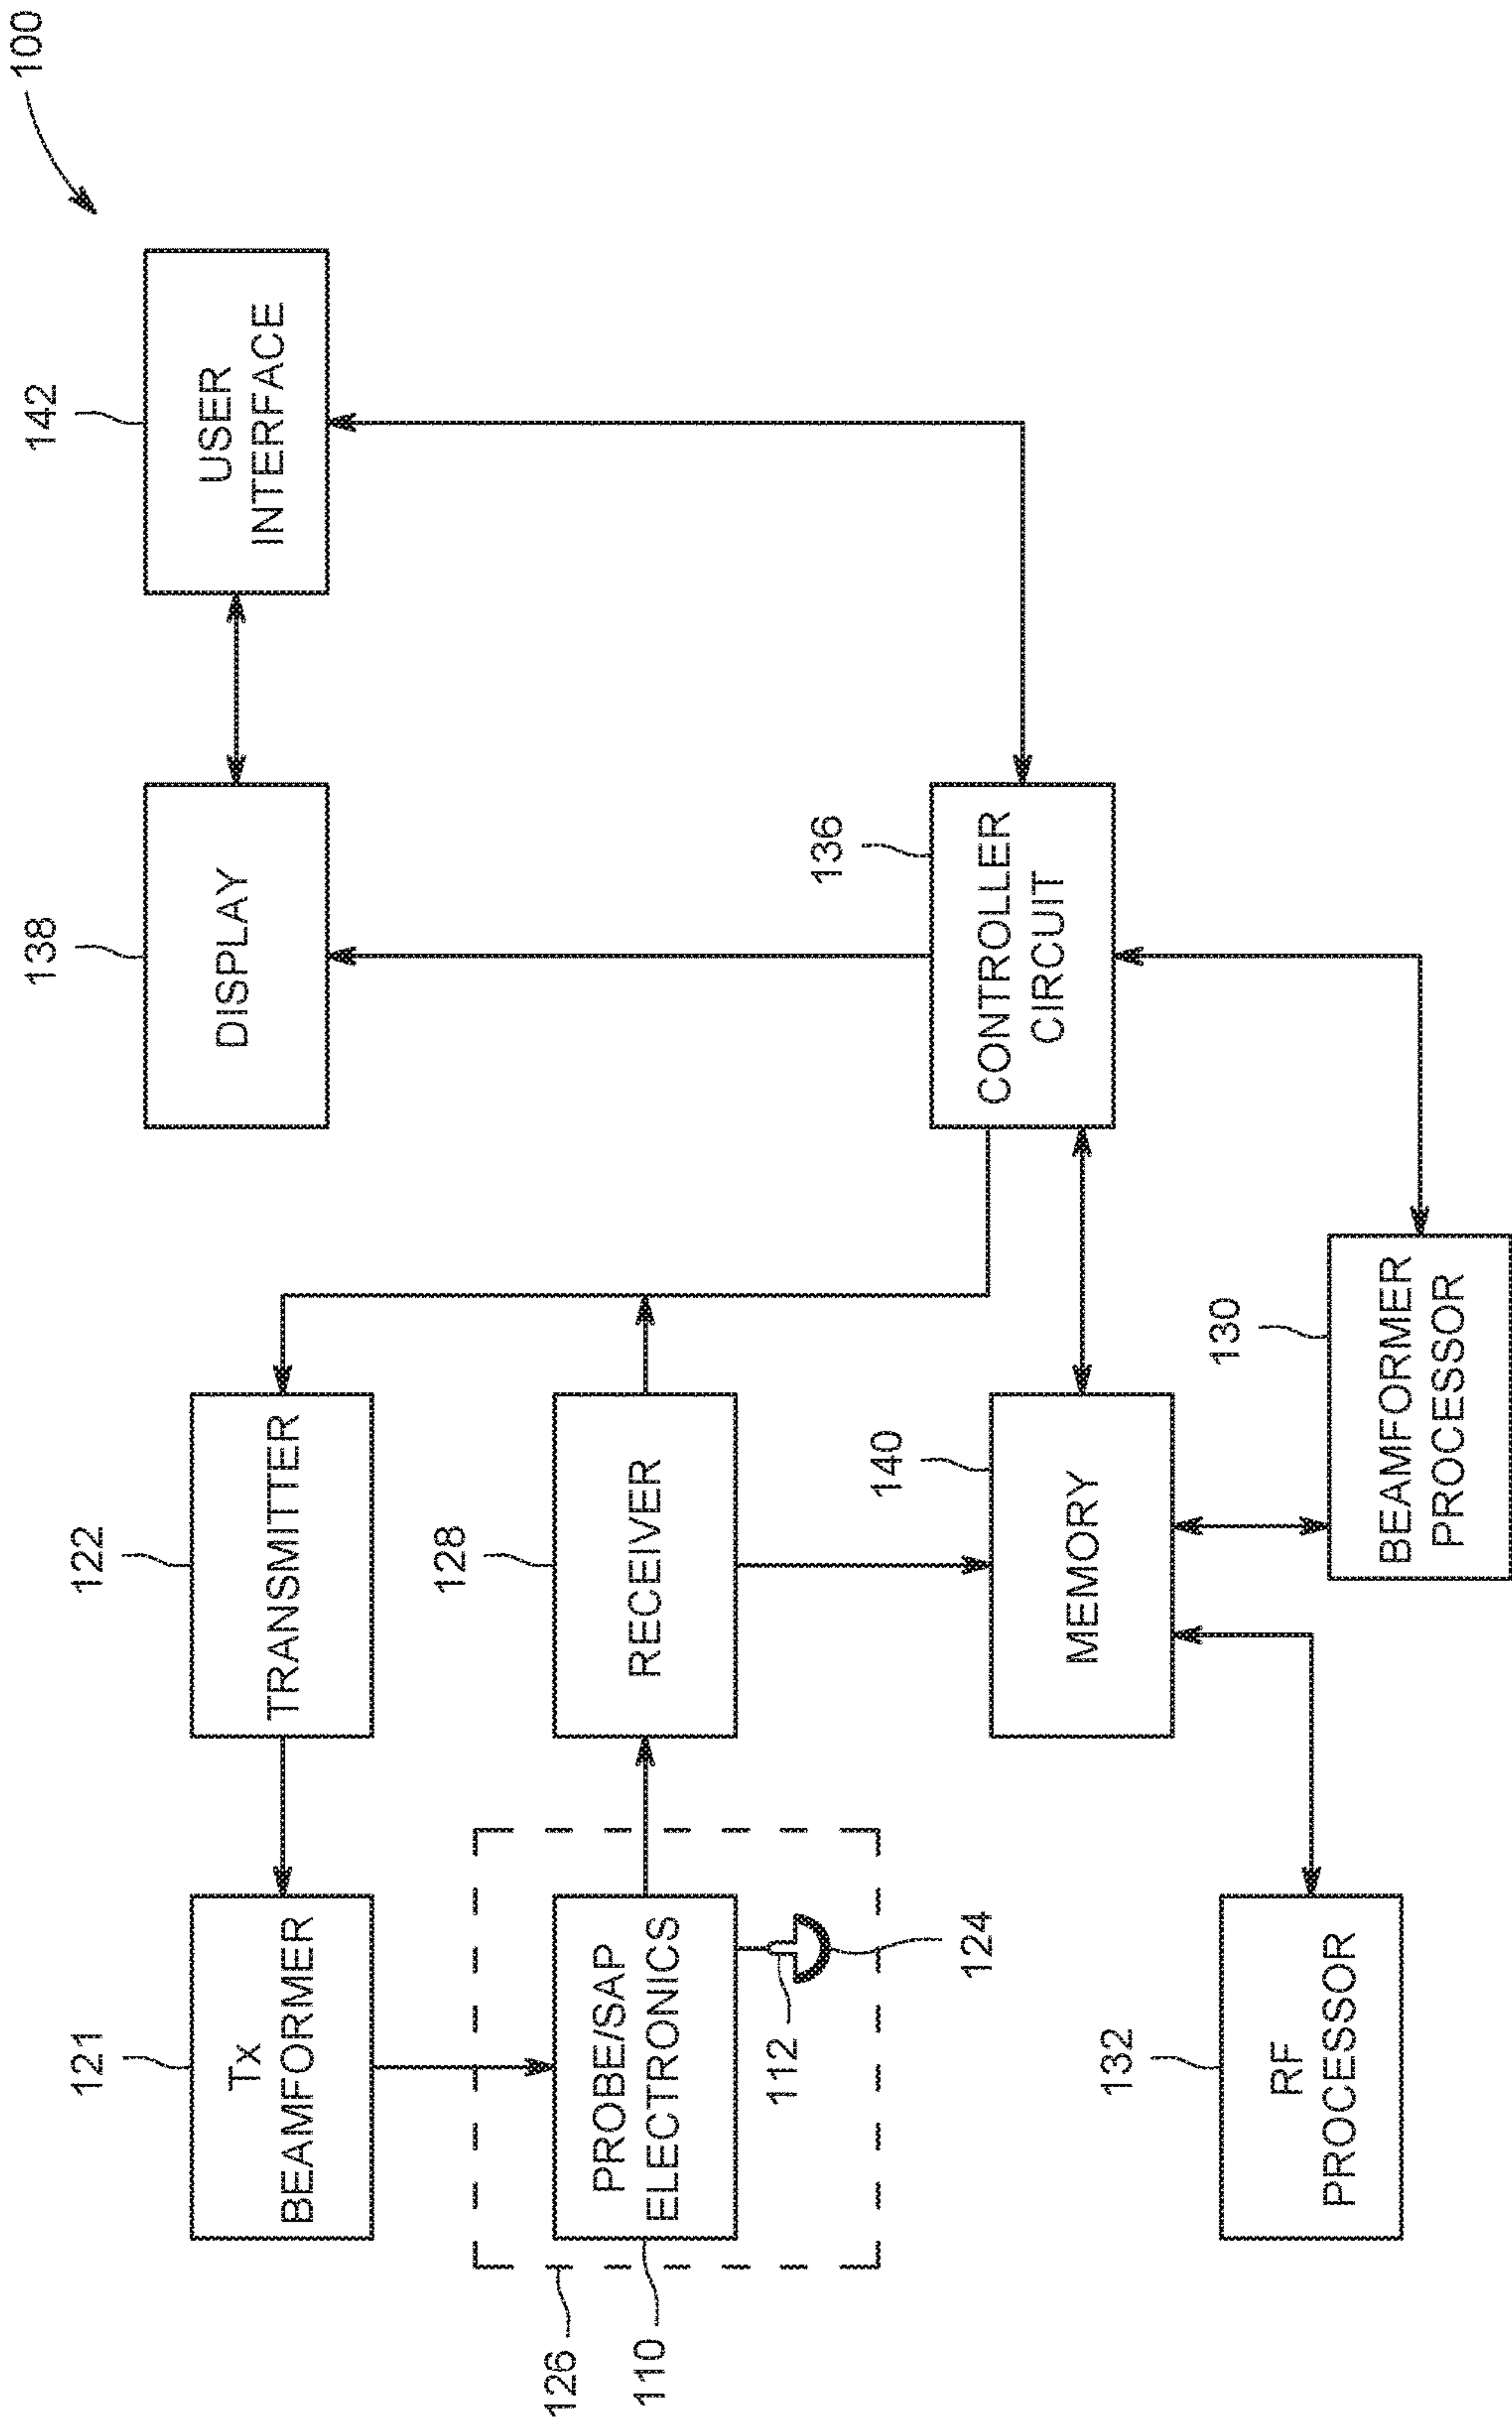 100
121
Tx
BEAMFORMER
122
TRANSMITTER
138
DISPLAY
142
USER
INTERFACE
126
110
PROBE/SAP
ELECTRONICS
128
RECEIVER
112
124
140
MEMORY
136
CONTROLLER
CIRCUIT
132
RF
PROCESSOR
130
BEAMFORMER
PROCESSOR